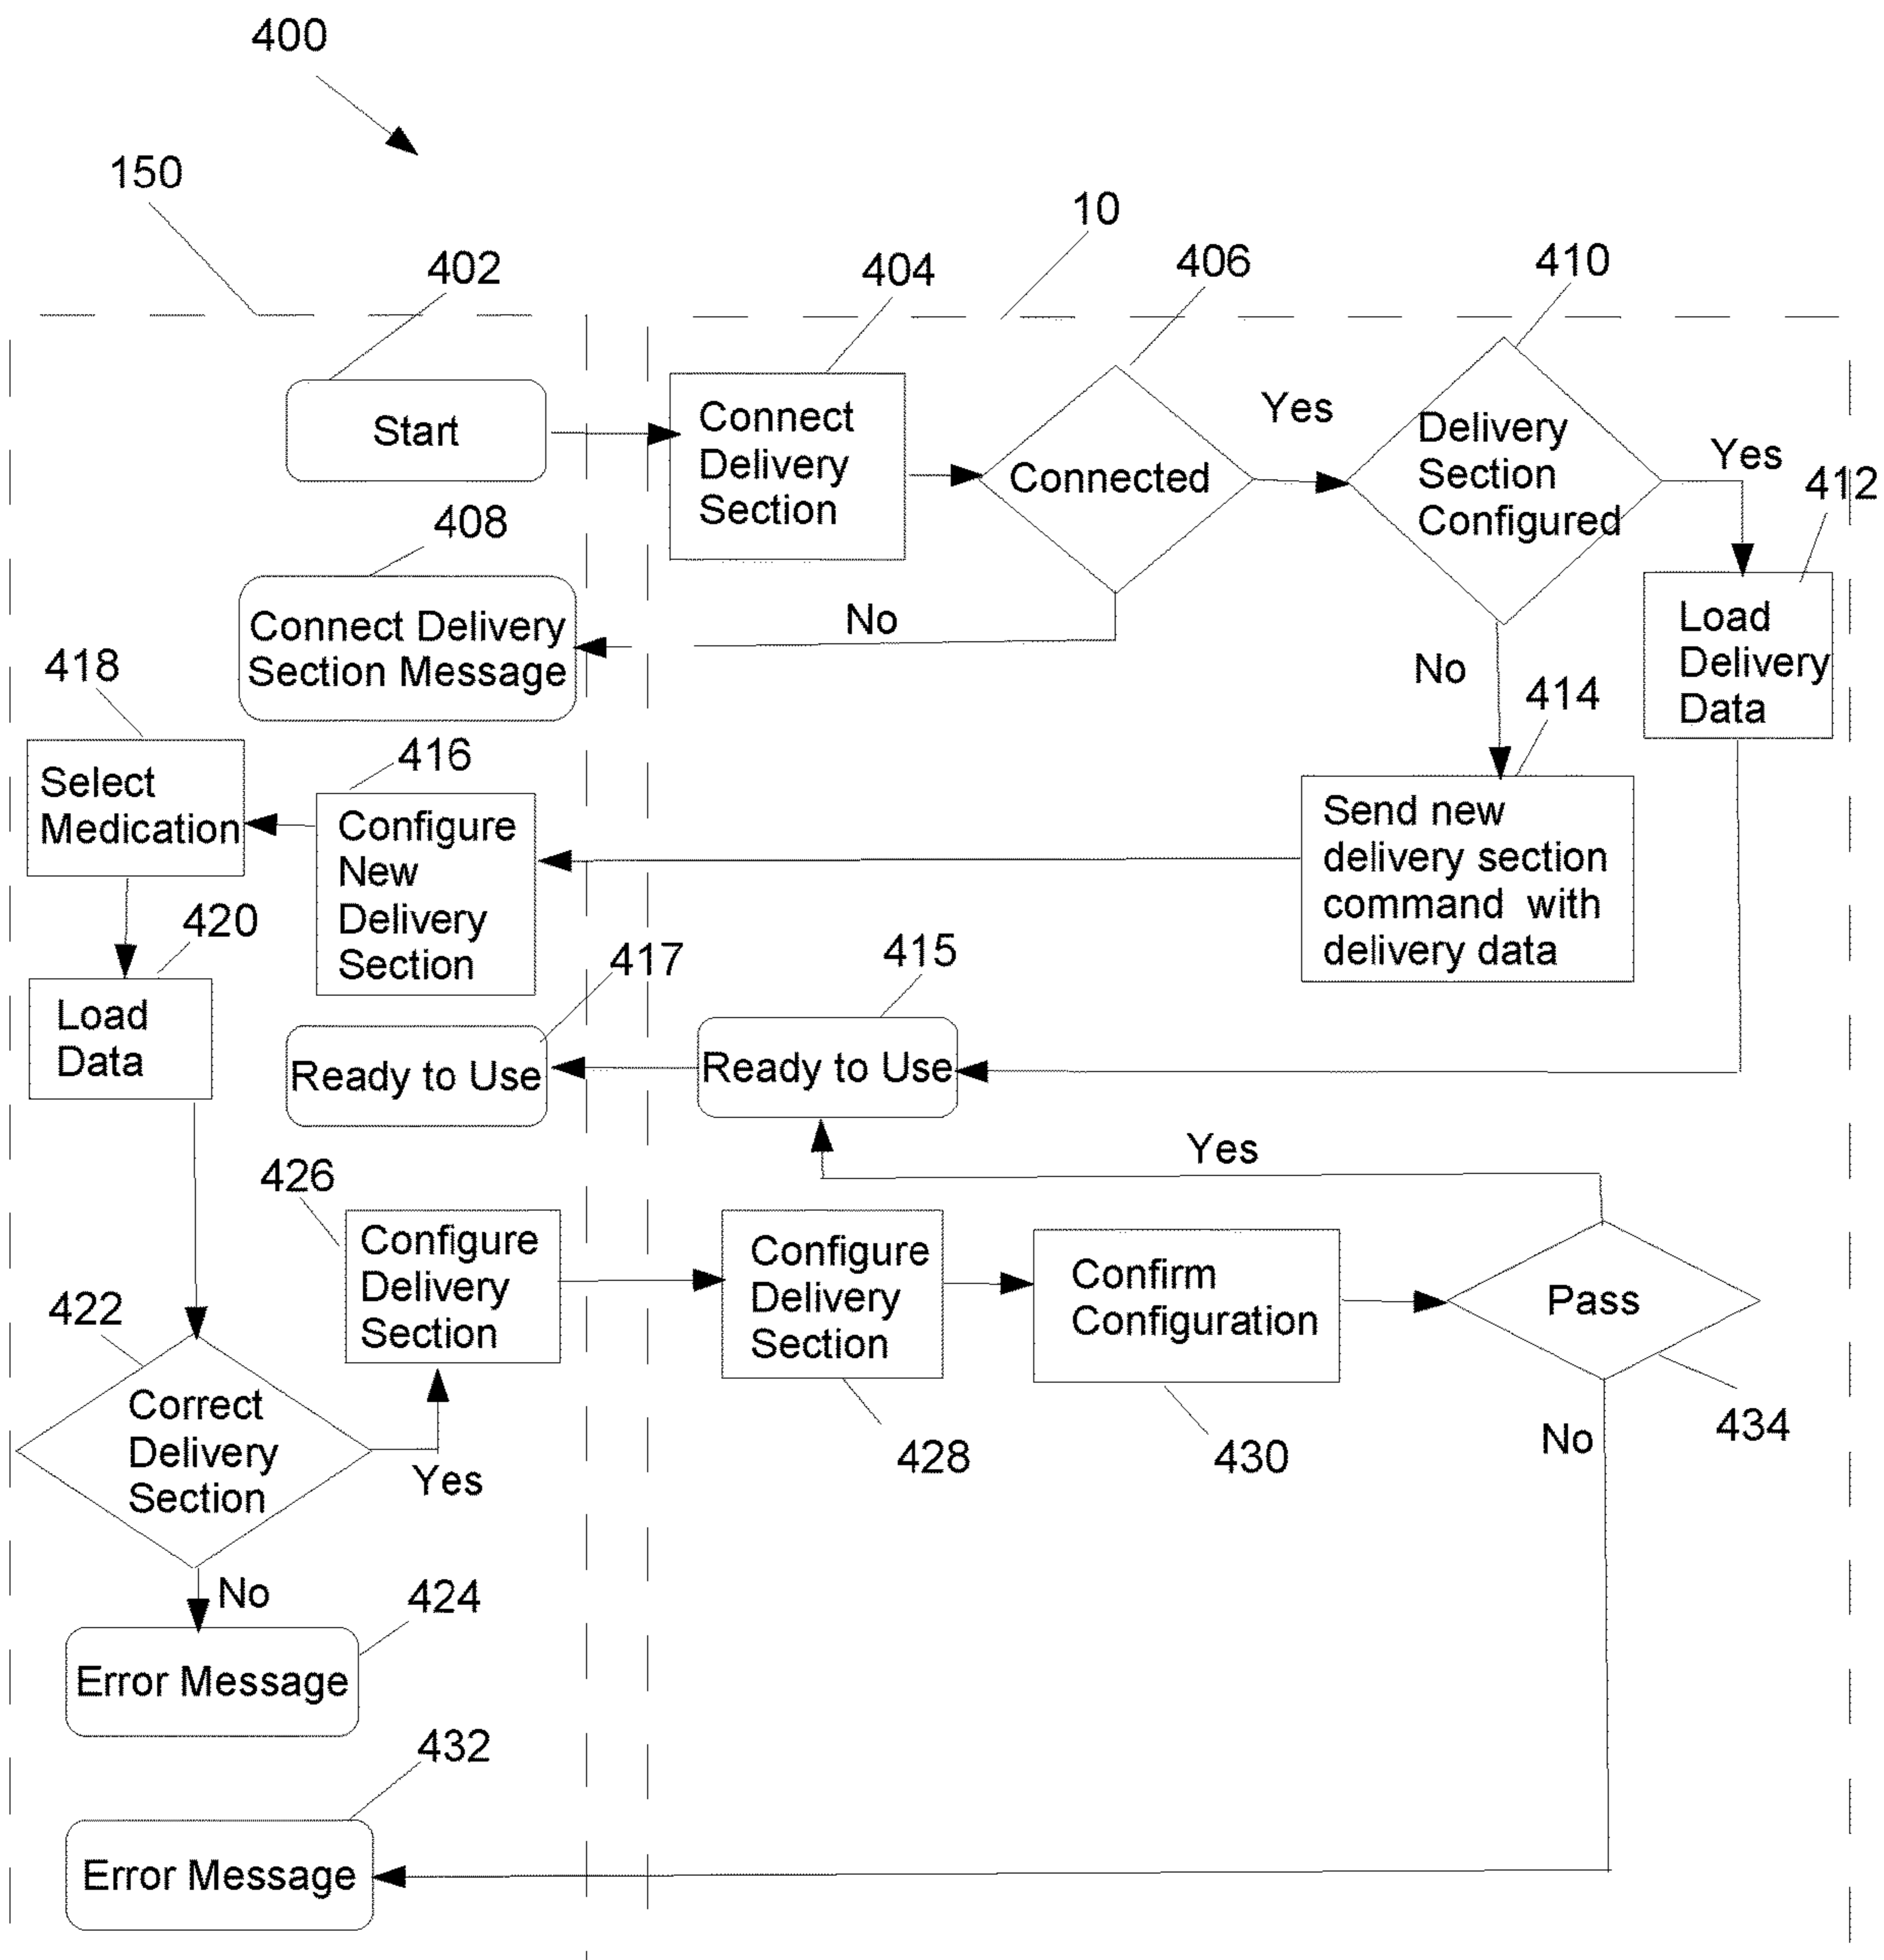 400
150
10
402
404
406
410
Start
Connect
Delivery
Section
Connected
Yes
Delivery
Section
Configured
Yes
412
408
Connect Delivery
Section Message
No
No
Load
Delivery
Data
418
416
414
Select
Medication
Configure
New
Delivery
Section
Send new
delivery section
command with
delivery data
420
417
415
Load
Data
Ready to Use
Ready to Use
Yes
426
Configure
Delivery
Section
Configure
Delivery
Section
Confirm
Configuration
Pass
422
Correct
Delivery
Section
Yes
428
430
No
434
No
424
Error Message
432
Error Message